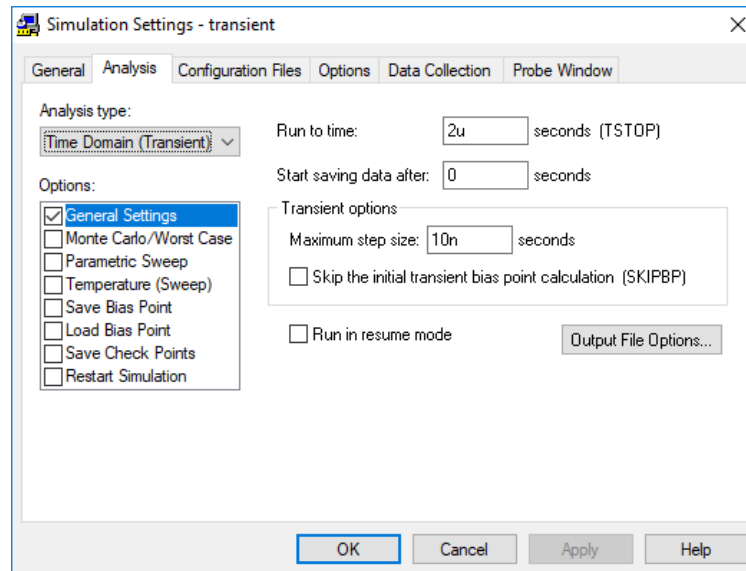 Simulation Settings - transient
General Analysis Configuration Files Options Data Collection Probe Window
Analysis type:
Time Domain (Transient)
Options:
General Settings
Monte Carlo/Worst Case
Parametric Sweep
Temperature (Sweep)
Save Bias Point
Load Bias Point
Save Check Points
Restart Simulation
Run to time: 2u seconds (TSTOP)
Start saving data after: 0 seconds
Transient options
Maximum step size: 10n seconds
Skip the initial transient bias point calculation (SKIPBP)
Run in resume mode
Output File Options...
OK Cancel Apply Help